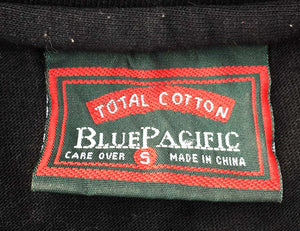 TOTAL COTTON
BLUEPACIFIC
CARE OVER S MADE IN CHINA